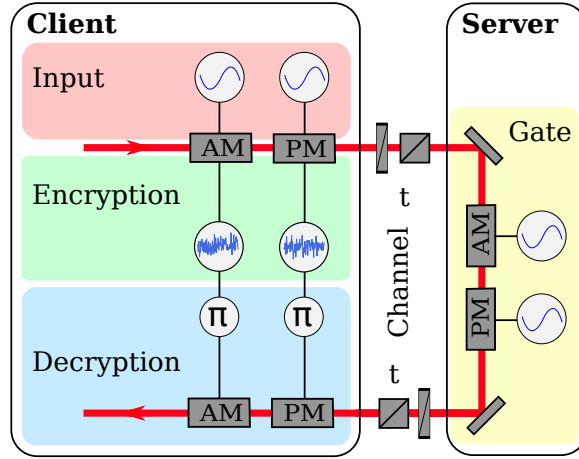 Client
Server
Input
AM
PM
Gate
Encryption
t
Channel
AM
PM
π
π
Decryption
t
AM
PM